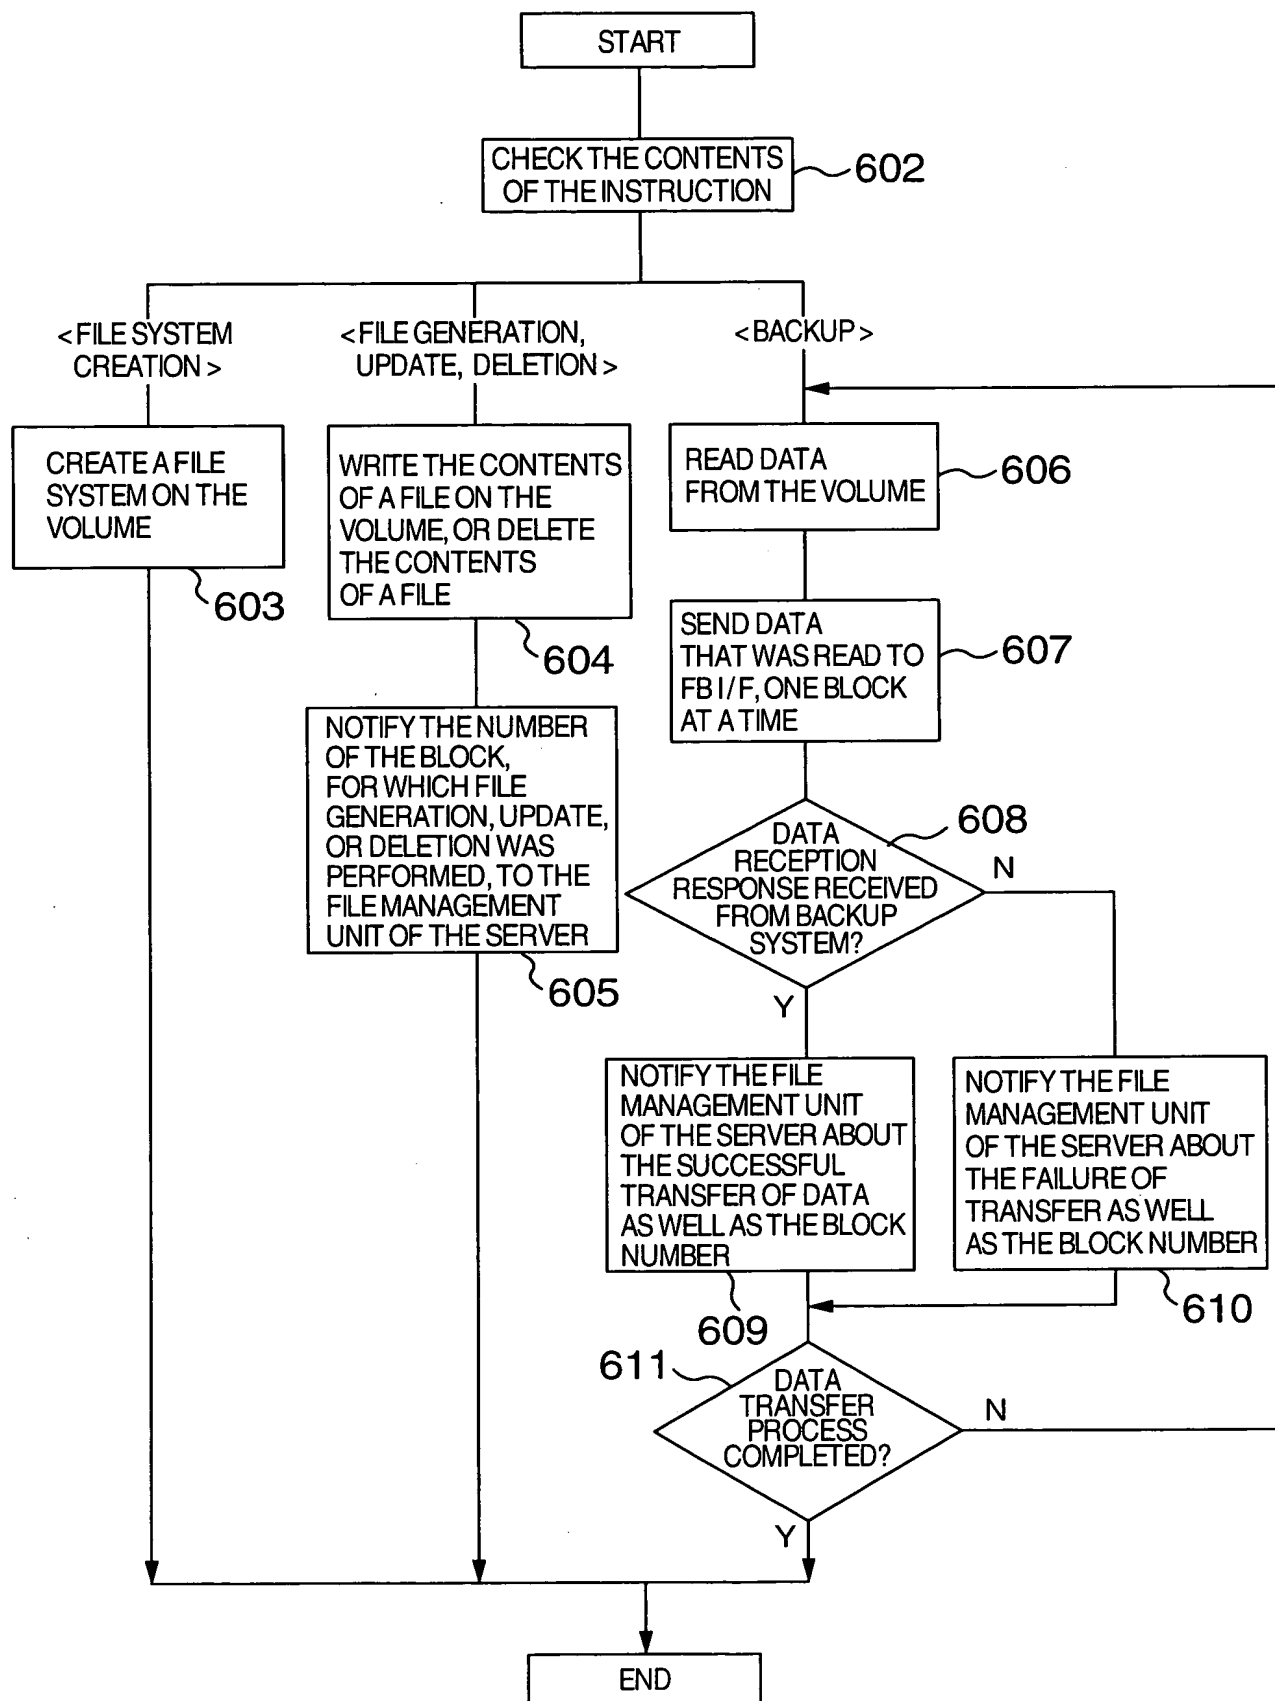 START
CHECK THE CONTENTS
OF THE INSTRUCTION
602
<FILE SYSTEM
CREATION>
<FILE GENERATION,
UPDATE, DELETION>
<BACKUP>
CREATE A FILE
SYSTEM ON THE
VOLUME
603
WRITE THE CONTENTS
OF A FILE ON THE
VOLUME, OR DELETE
THE CONTENTS
OF A FILE
604
READ DATA
FROM THE VOLUME
606
SEND DATA
THAT WAS READ TO
FB I/F, ONE BLOCK
AT A TIME
607
NOTIFY THE NUMBER
OF THE BLOCK,
FOR WHICH FILE
GENERATION, UPDATE,
OR DELETION WAS
PERFORMED, TO THE
FILE MANAGEMENT
UNIT OF THE SERVER
605
DATA
RECEPTION
RESPONSE RECEIVED
FROM BACKUP
SYSTEM?
608
N
Y
NOTIFY THE FILE
MANAGEMENT UNIT
OF THE SERVER ABOUT
THE SUCCESSFUL
TRANSFER OF DATA
AS WELL AS THE BLOCK
NUMBER
609
NOTIFY THE FILE
MANAGEMENT UNIT
OF THE SERVER ABOUT
THE FAILURE OF
TRANSFER AS WELL
AS THE BLOCK NUMBER
610
611
DATA
TRANSFER
PROCESS
COMPLETED?
N
Y
END